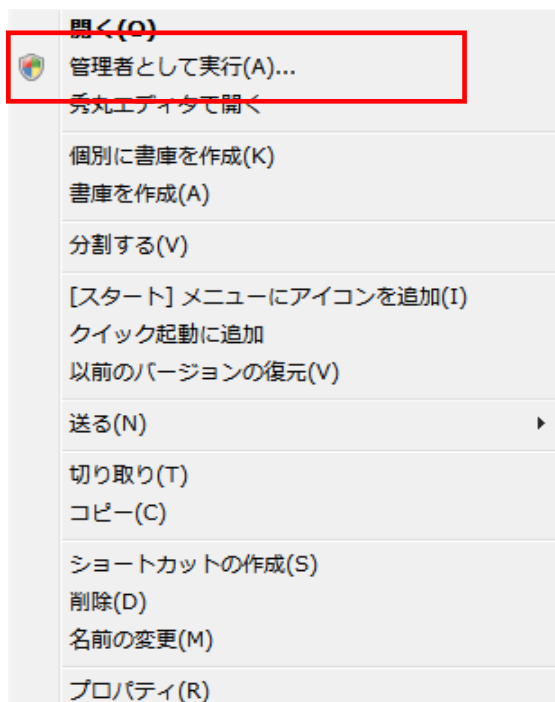 開く(O)
管理者として実行(A)...
秀丸エディタで開く
個別に書庫を作成(K)
書庫を作成(A)
分割する(V)
[スタート] メニューにアイコンを追加(I)
クイック起動に追加
以前のバージョンの復元(V)
送る(N)
切り取り(T)
コピー(C)
ショートカットの作成(S)
削除(D)
名前の変更(M)
プロパティ(R)